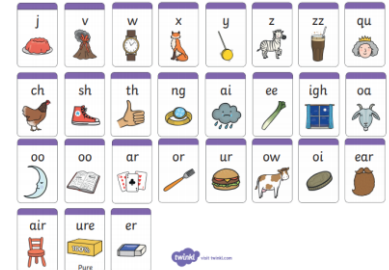 j v w x y z zz qu
ch sh th ng ai ee igh oa
oo oo ar or ur ow oi ear
air ure er
Pure
twinkl visit twinkl.com